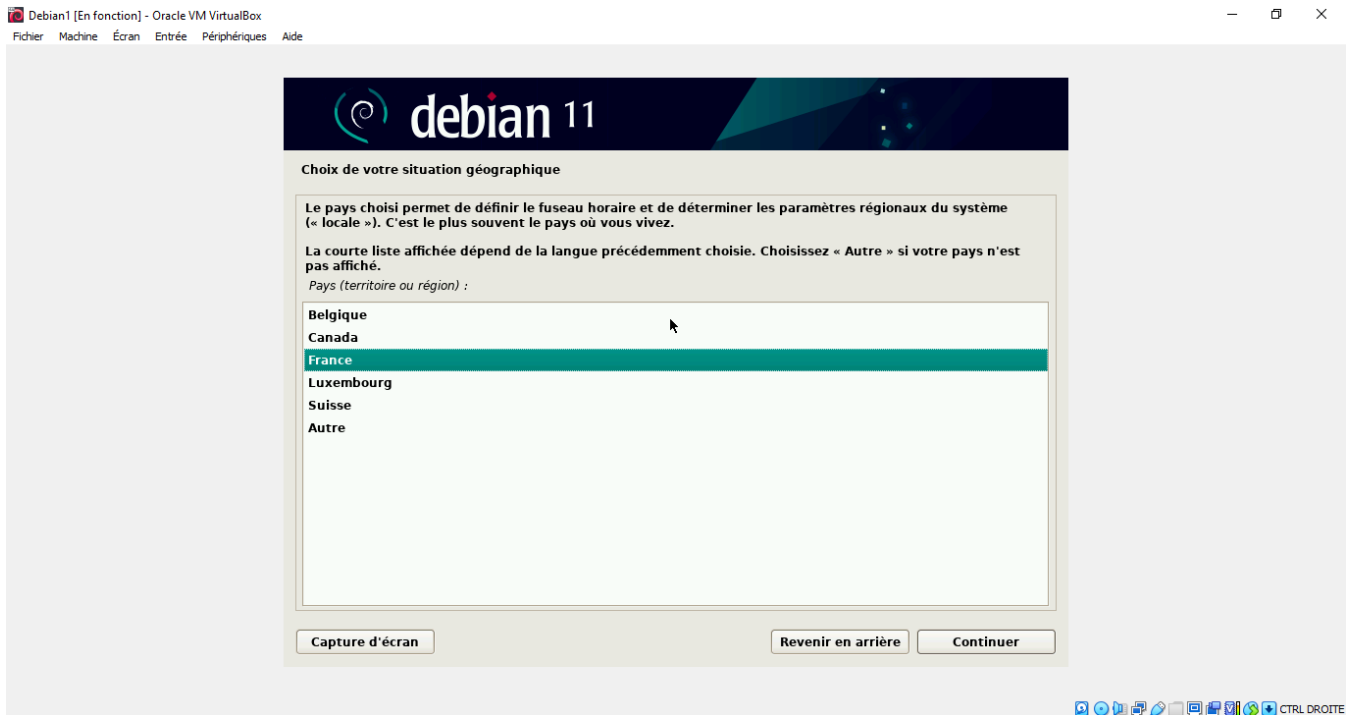 Debian1 [En fonction] - Oracle VM VirtualBox
Fichier Machine Écran Entrée Périphériques Aide
debian 11
Choix de votre situation géographique
Le pays choisi permet de définir le fuseau horaire et de déterminer les paramètres régionaux du système
(« locale »). C'est le plus souvent le pays où vous vivez.
La courte liste affichée dépend de la langue précédemment choisie. Choisissez « Autre » si votre pays n'est
pas affiché.
Pays (territoire ou région) :
Belgique
Canada
France
Luxembourg
Suisse
Autre
Capture d'écran Revenir en arrière Continuer
CTRL DROITE